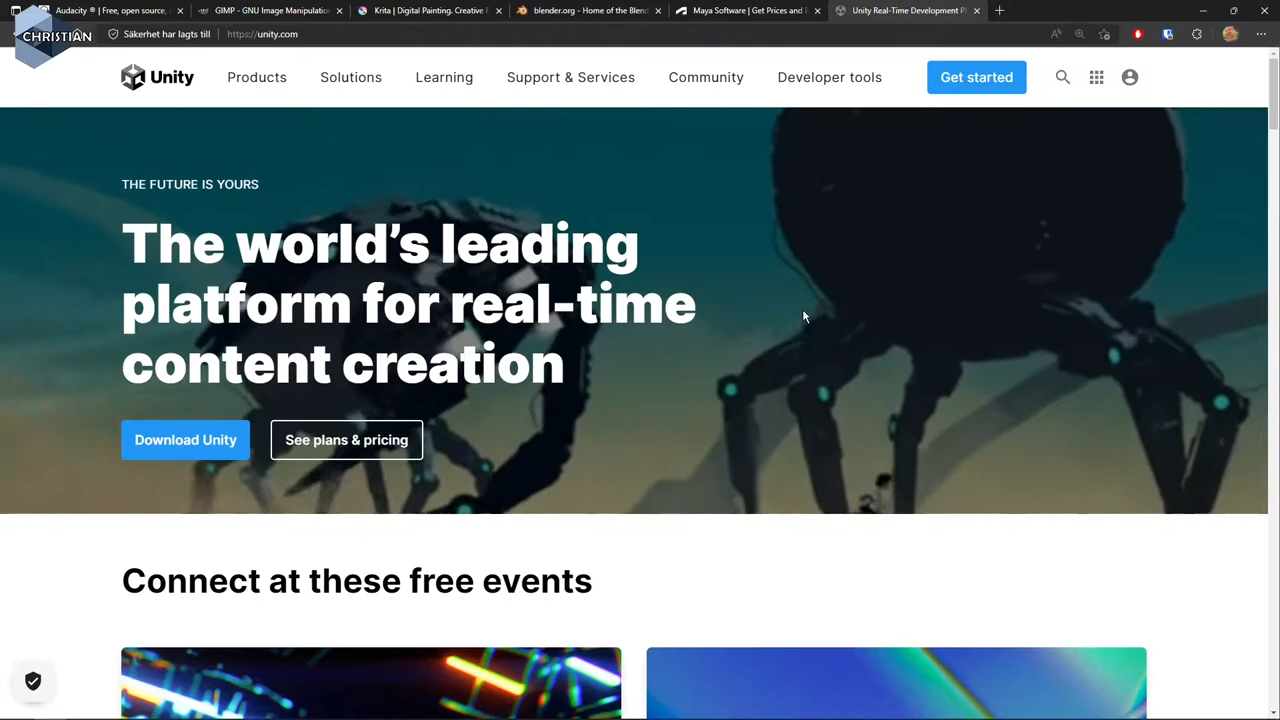 Audacity ® | Free, open source, c
GIMP - GNU Image Manipulation
Krita | Digital Painting. Creative F
blender.org - Home of the Blend
Maya Software | Get Prices and B
Unity Real-Time Development Pl
CHRISTIAN
Säkerhet har lagts till
https://unity.com
Unity
Products
Solutions
Learning
Support & Services
Community
Developer tools
Get started
THE FUTURE IS YOURS
The world's leading
platform for real-time
content creation
Download Unity
See plans & pricing
Connect at these free events